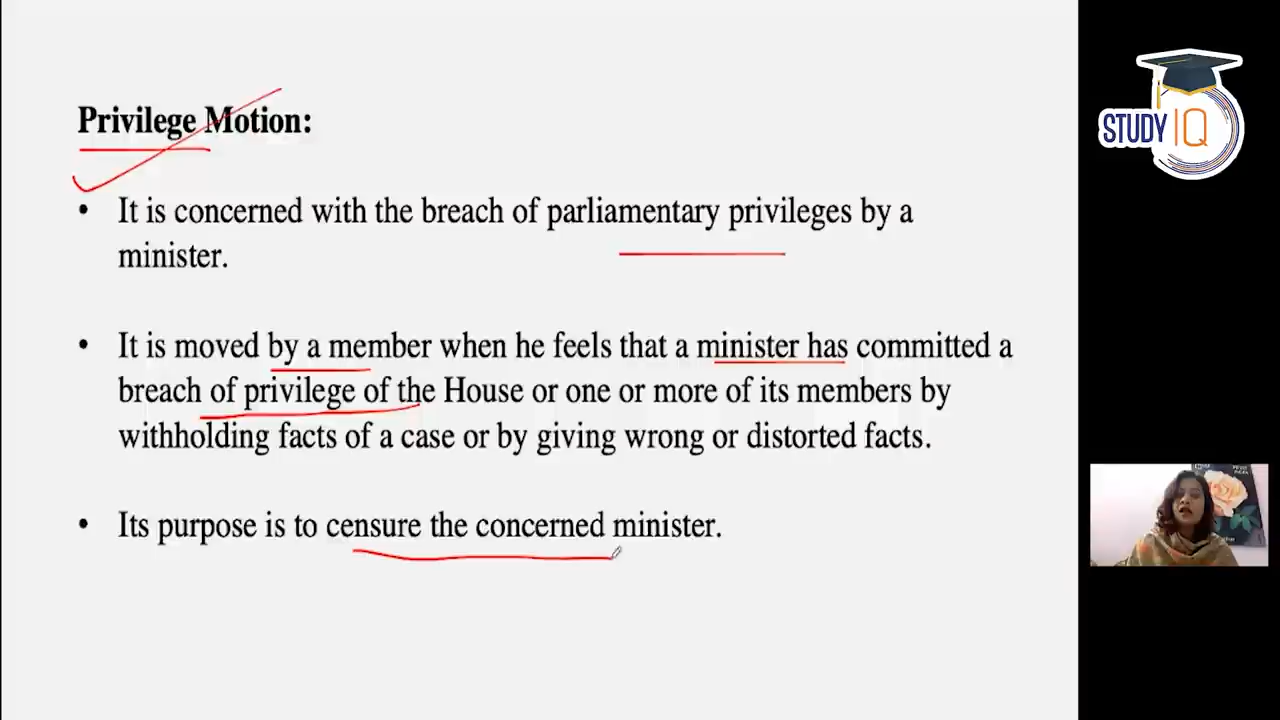 Privilege Motion:
• It is concerned with the breach of parliamentary privileges by a
minister.
• It is moved by a member when he feels that a minister has committed a
breach of privilege of the House or one or more of its members by
withholding facts of a case or by giving wrong or distorted facts.
• Its purpose is to censure the concerned minister.
STUDY IQ